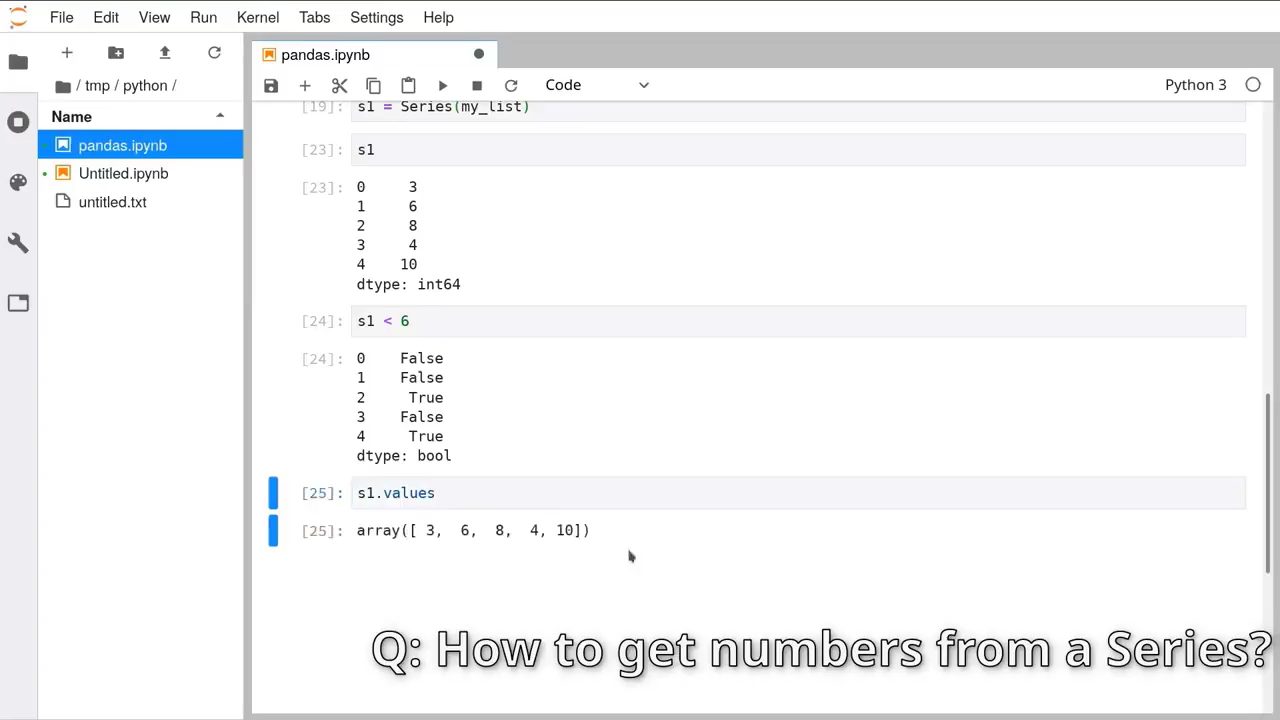 File Edit View Run Kernel Tabs Settings Help
/ tmp / python /
Name
pandas.ipynb
Untitled.ipynb
untitled.txt
pandas.ipynb
Code
Python 3
[19]: s1 = Series(my_list)
[23]: s1
[23]: 0 3
1 6
2 8
3 4
4 10
dtype: int64
[24]: s1 < 6
[24]: 0 False
1 False
2 True
3 False
4 True
dtype: bool
[25]: s1.values
[25]: array([ 3, 6, 8, 4, 10])
Q: How to get numbers from a Series?